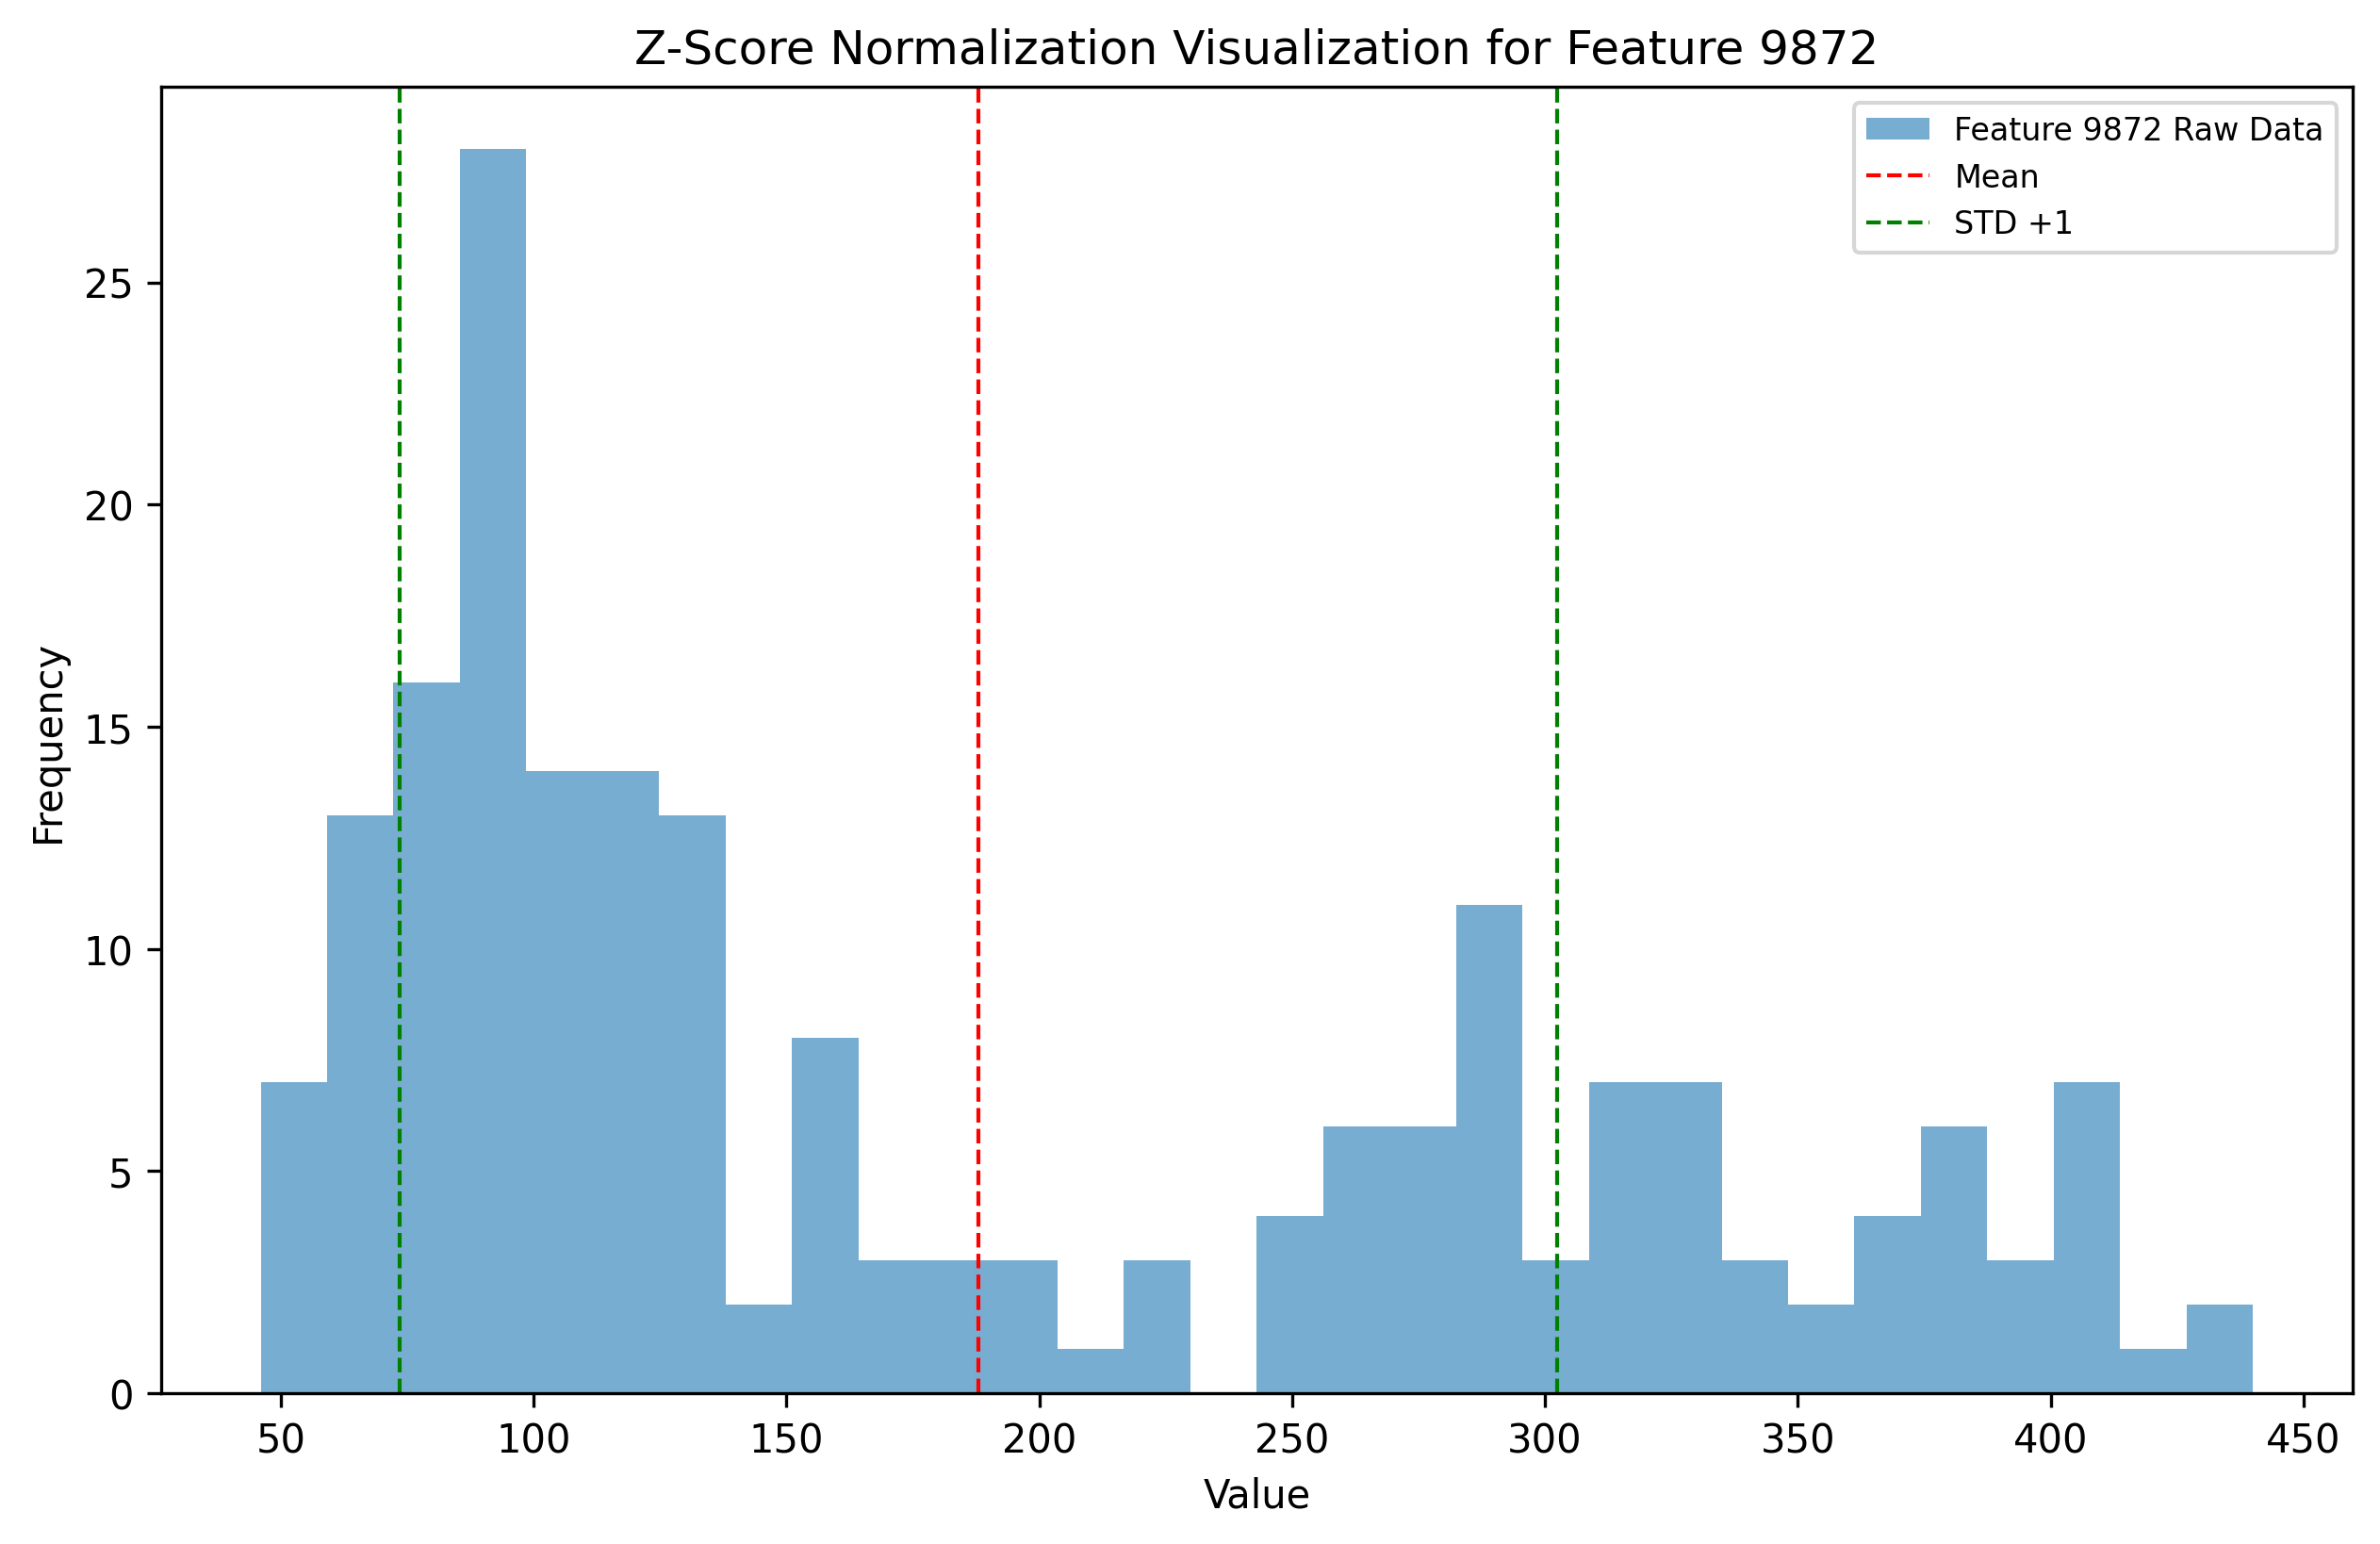 Z-Score Normalization Visualization for Feature 9872
Feature 9872 Raw Data
Mean
STD +1
Frequency
25
20
15
10
5
0
50 100 150 200 250 300 350 400 450
Value